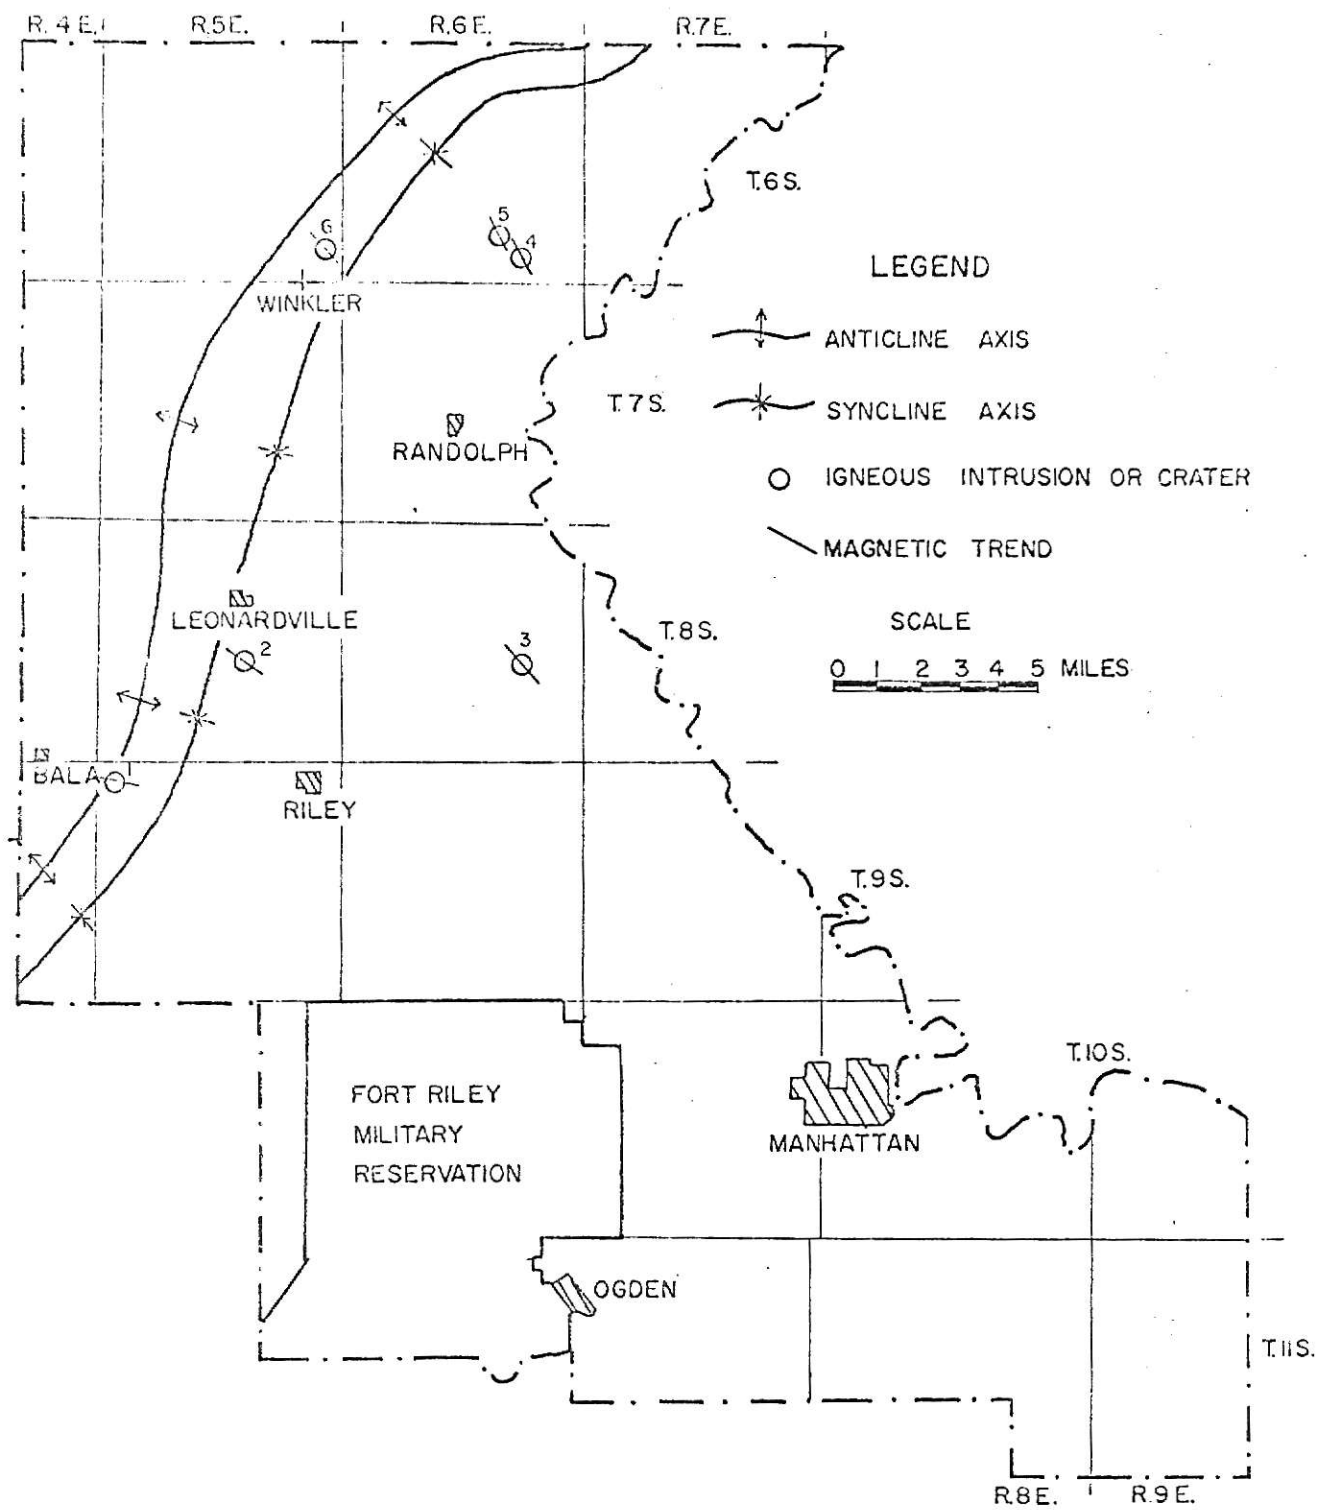 R. 4 E. R.5E. R.6E. R.7E.
T.6S.
6
5
4
LEGEND
WINKLER
ANTICLINE AXIS
T.7S.
SYNCLINE AXIS
RANDOLPH
IGNEOUS INTRUSION OR CRATER
MAGNETIC TREND
LEONARDVILLE
SCALE
T.8S.
2
3
0 1 2 3 4 5 MILES
BALA
1
RILEY
T.9S.
T.10S.
FORT RILEY
MILITARY
RESERVATION
MANHATTAN
OGDEN
T.11S.
R.8E. R.9E.